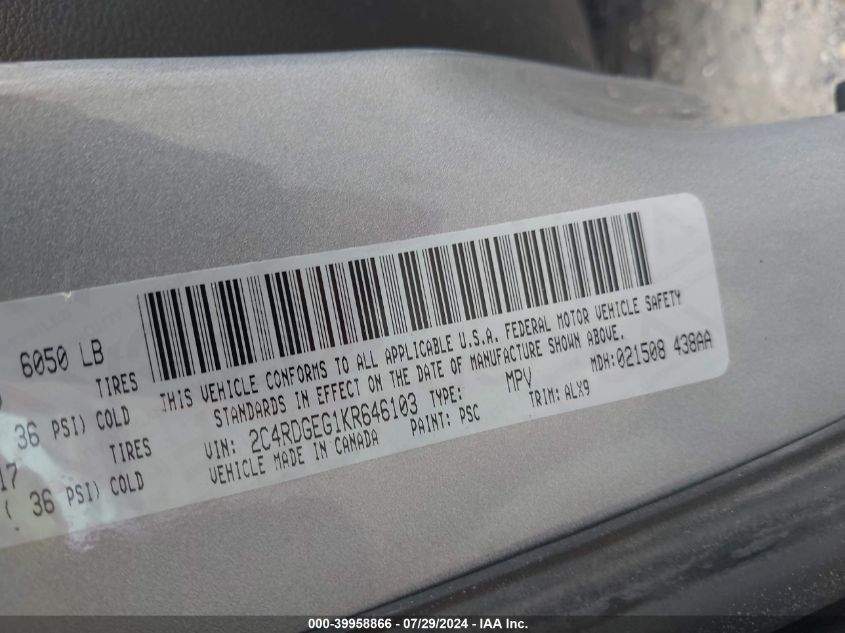 6050 LB
TIRES
36 PSI) COLD
17 TIRES
( 36 PSI) COLD
THIS VEHICLE CONFORMS TO ALL APPLICABLE U.S.A. FEDERAL MOTOR VEHICLE SAFETY
STANDARDS IN EFFECT ON THE DATE OF MANUFACTURE SHOWN ABOVE.
VIN: 2C4RDGEG1KR646103 TYPE: MPV MDH:021508 438AA
VEHICLE MADE IN CANADA PAINT: PSC TRIM: ALX9
000-39958866 - 07/29/2024 - IAA Inc.